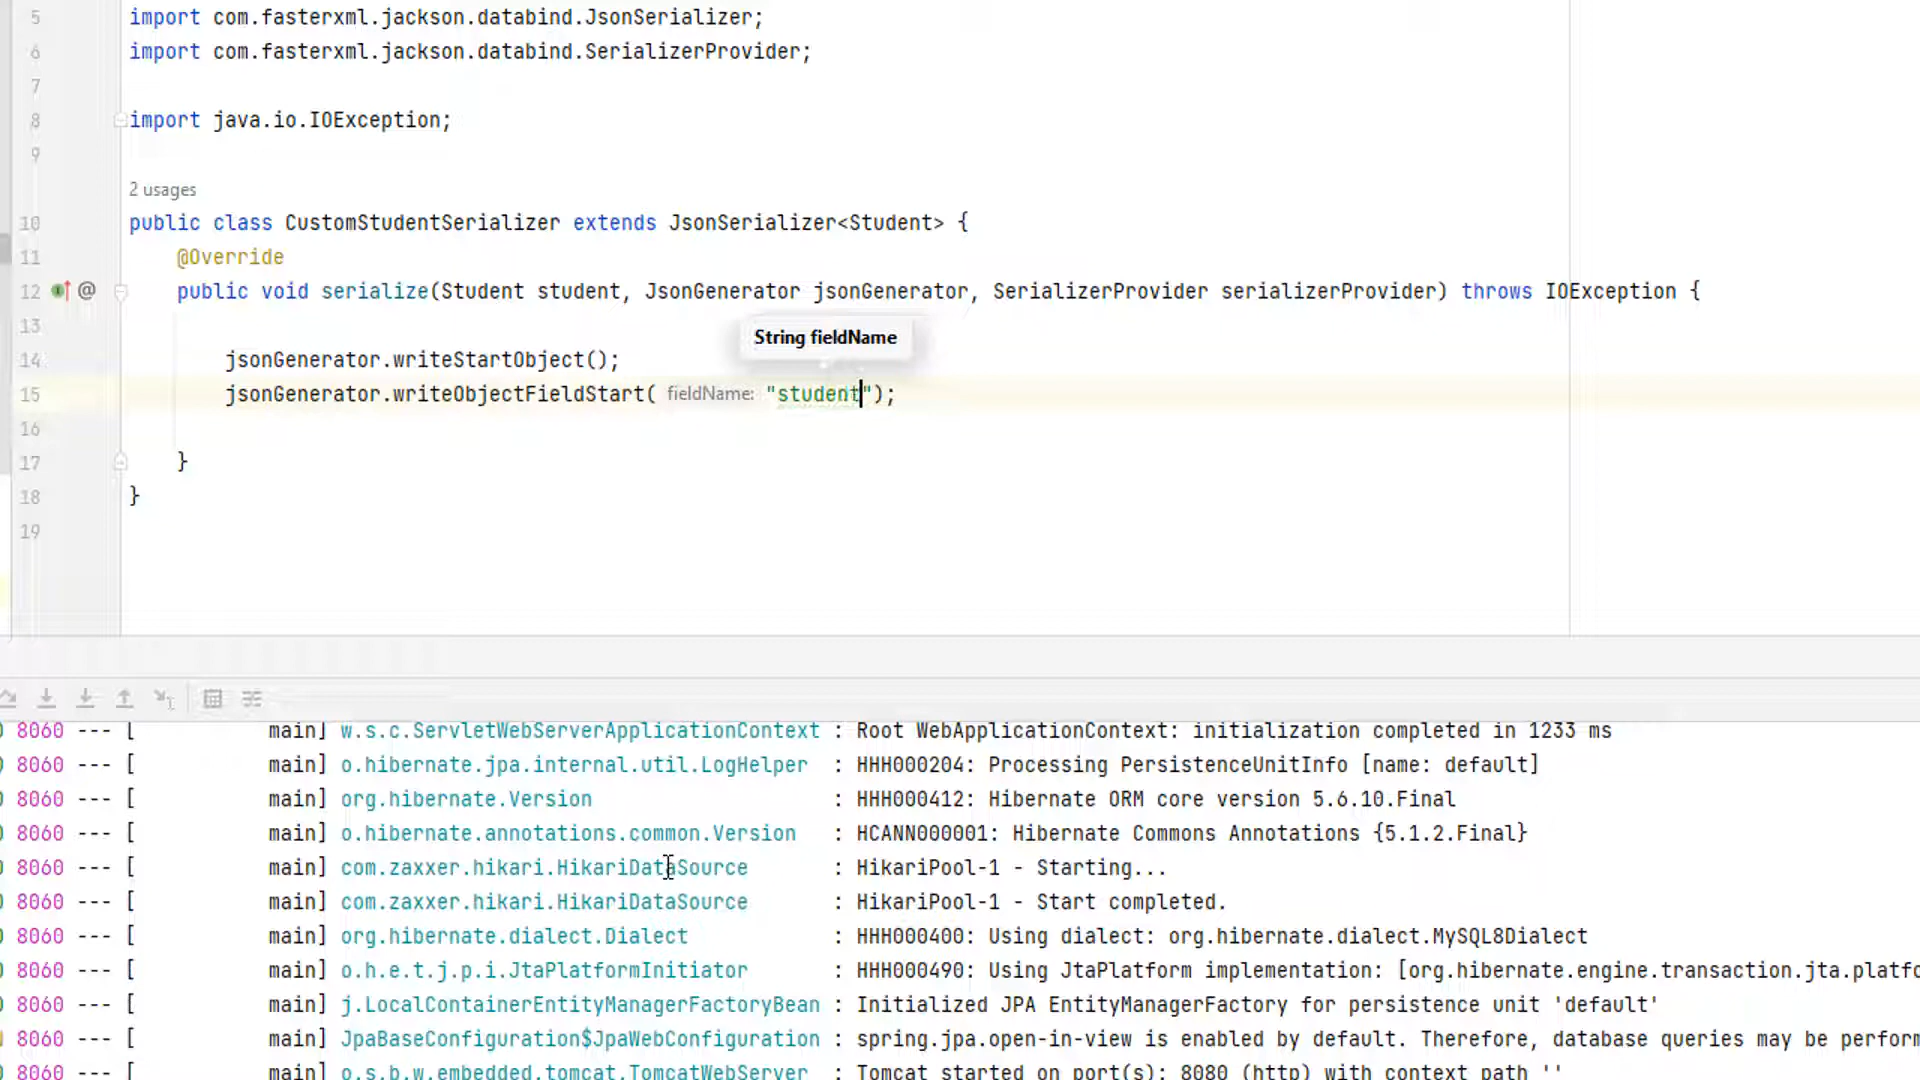 5 import com.fasterxml.jackson.databind.JsonSerializer;
6 import com.fasterxml.jackson.databind.SerializerProvider;
7
8 import java.io.IOException;
9
2 usages
10 public class CustomStudentSerializer extends JsonSerializer<Student> {
11 @Override
12 @ public void serialize(Student student, JsonGenerator jsonGenerator, SerializerProvider serializerProvider) throws IOException {
13
String fieldName
14 jsonGenerator.writeStartObject();
15 jsonGenerator.writeObjectFieldStart( fieldName: "student");
16
17 }
18 }
19
8060 --- [ main] w.s.c.ServletWebServerApplicationContext : Root WebApplicationContext: initialization completed in 1233 ms
8060 --- [ main] o.hibernate.jpa.internal.util.LogHelper : HHH000204: Processing PersistenceUnitInfo [name: default]
8060 --- [ main] org.hibernate.Version : HHH000412: Hibernate ORM core version 5.6.10.Final
8060 --- [ main] o.hibernate.annotations.common.Version : HCANN000001: Hibernate Commons Annotations {5.1.2.Final}
8060 --- [ main] com.zaxxer.hikari.HikariDataSource : HikariPool-1 - Starting...
8060 --- [ main] com.zaxxer.hikari.HikariDataSource : HikariPool-1 - Start completed.
8060 --- [ main] org.hibernate.dialect.Dialect : HHH000400: Using dialect: org.hibernate.dialect.MySQL8Dialect
8060 --- [ main] o.h.e.t.j.p.i.JtaPlatformInitiator : HHH000490: Using JtaPlatform implementation: [org.hibernate.engine.transaction.jta.platfo
8060 --- [ main] j.LocalContainerEntityManagerFactoryBean : Initialized JPA EntityManagerFactory for persistence unit 'default'
8060 --- [ main] JpaBaseConfiguration$JpaWebConfiguration : spring.jpa.open-in-view is enabled by default. Therefore, database queries may be perform
8060 --- [ main] o.s.b.w.embedded.tomcat.TomcatWebServer : Tomcat started on port(s): 8080 (http) with context path ''